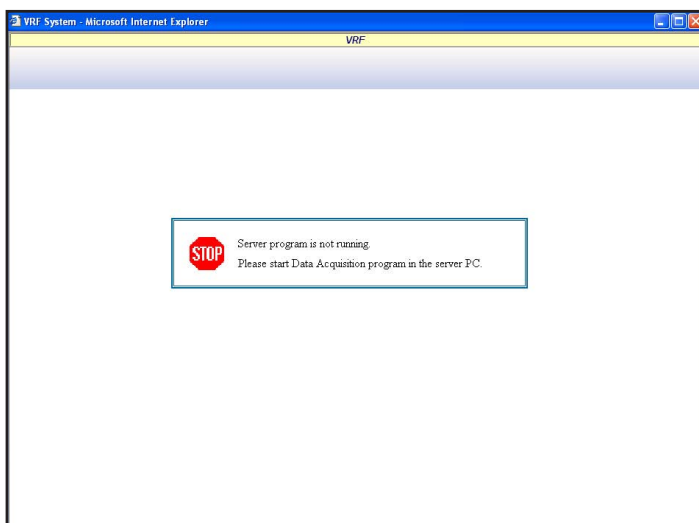 VRF System - Microsoft Internet Explorer
VRF
STOP
Server program is not running.
Please start Data Acquisition program in the server PC.